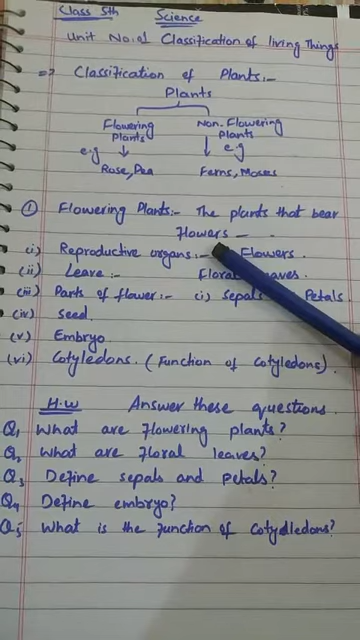 Class 5th Science
Unit No:01 Classification of living Things
=> Classification of Plants:-
Plants
Flowering Plants
Non-Flowering Plants
e.g
e.g
Rose, Pea
Ferns, Mosses
① Flowering Plants:- The plants that bear
flowers -
(i) Reproductive organs:- Flowers.
(ii) Leave:- Floral leaves.
(iii) Parts of flower:- (i) Sepals Petals
(iv) seed.
(v) Embryo.
(vi) Cotyledons. (Function of Cotyledons).
H.W Answer these questions.
Q1 What are flowering plants?
Q2 What are floral leaves?
Q3 Define sepals and petals?
Q4 Define embryo?
Q5 What is the function of cotydledons?